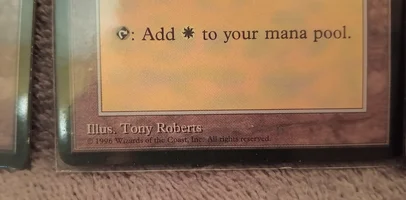 : Add to your mana pool.
Illus. Tony Roberts
© 1996 Wizards of the Coast, Inc. All rights reserved.